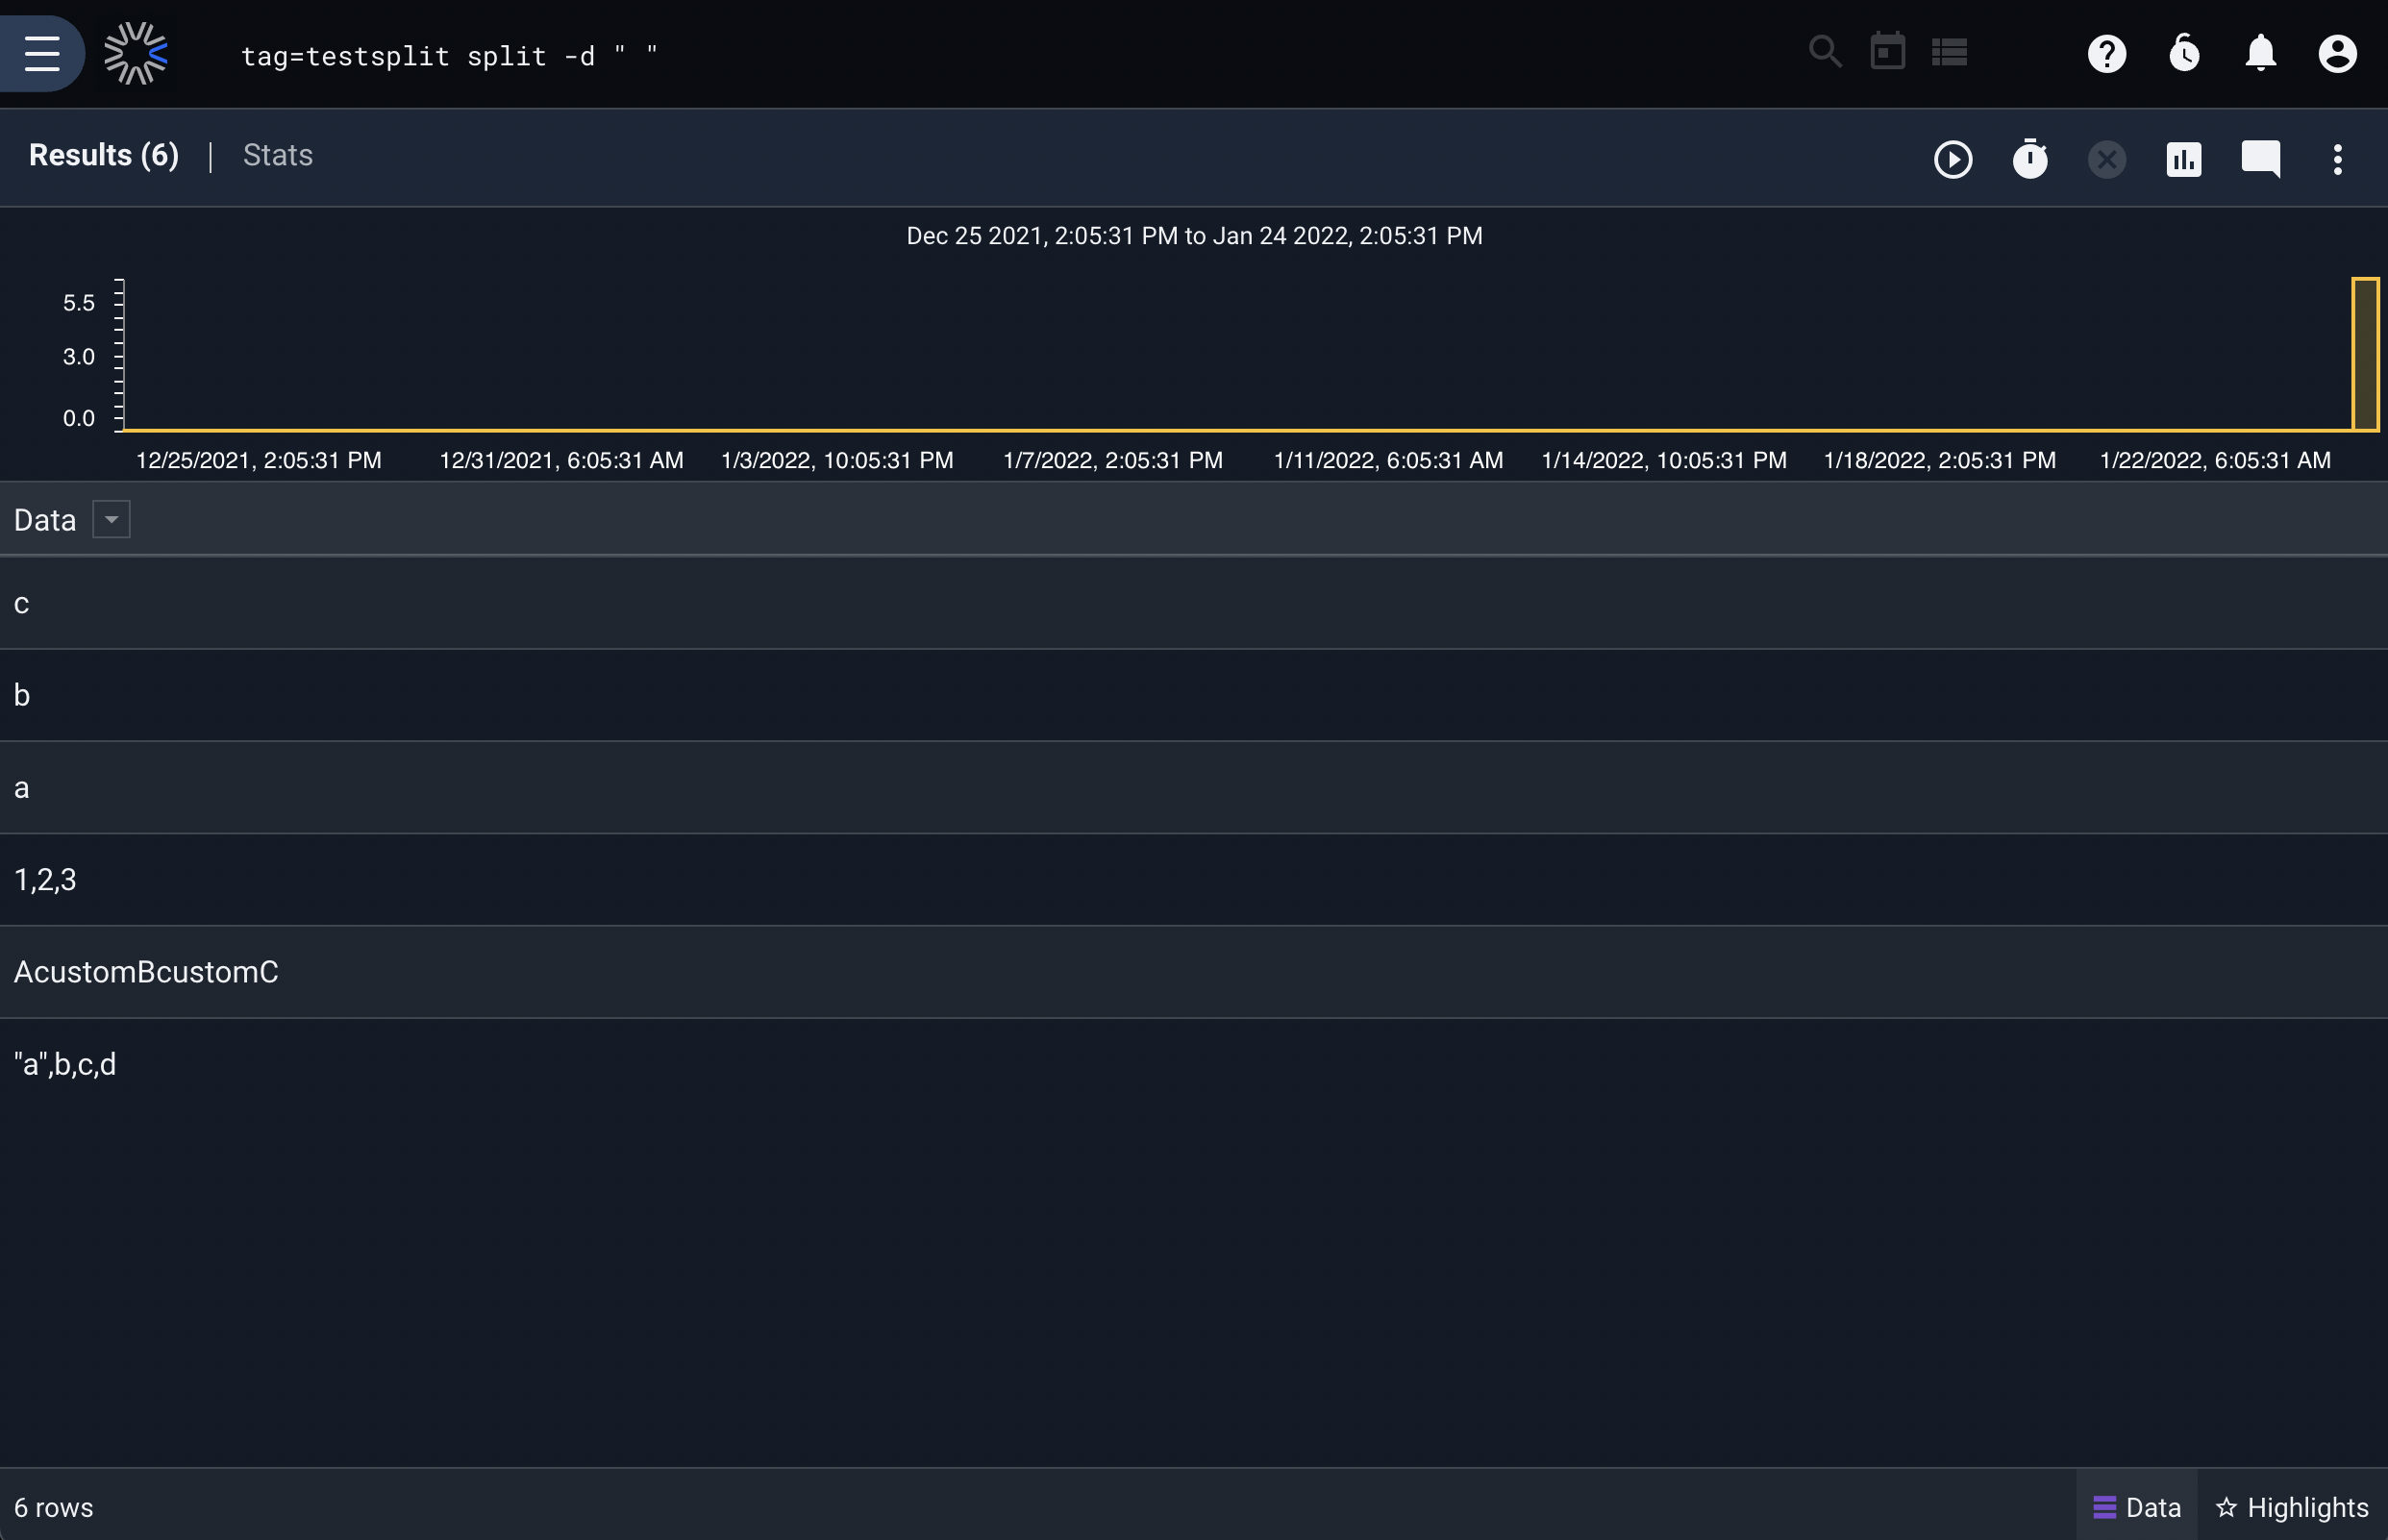 tag=testsplit split -d " "
Results (6) | Stats
Dec 25 2021, 2:05:31 PM to Jan 24 2022, 2:05:31 PM
5.5
3.0
0.0
12/25/2021, 2:05:31 PM 12/31/2021, 6:05:31 AM 1/3/2022, 10:05:31 PM 1/7/2022, 2:05:31 PM 1/11/2022, 6:05:31 AM 1/14/2022, 10:05:31 PM 1/18/2022, 2:05:31 PM 1/22/2022, 6:05:31 AM
Data
c
b
a
1,2,3
AcustomBcustomC
"a",b,c,d
6 rows Data Highlights